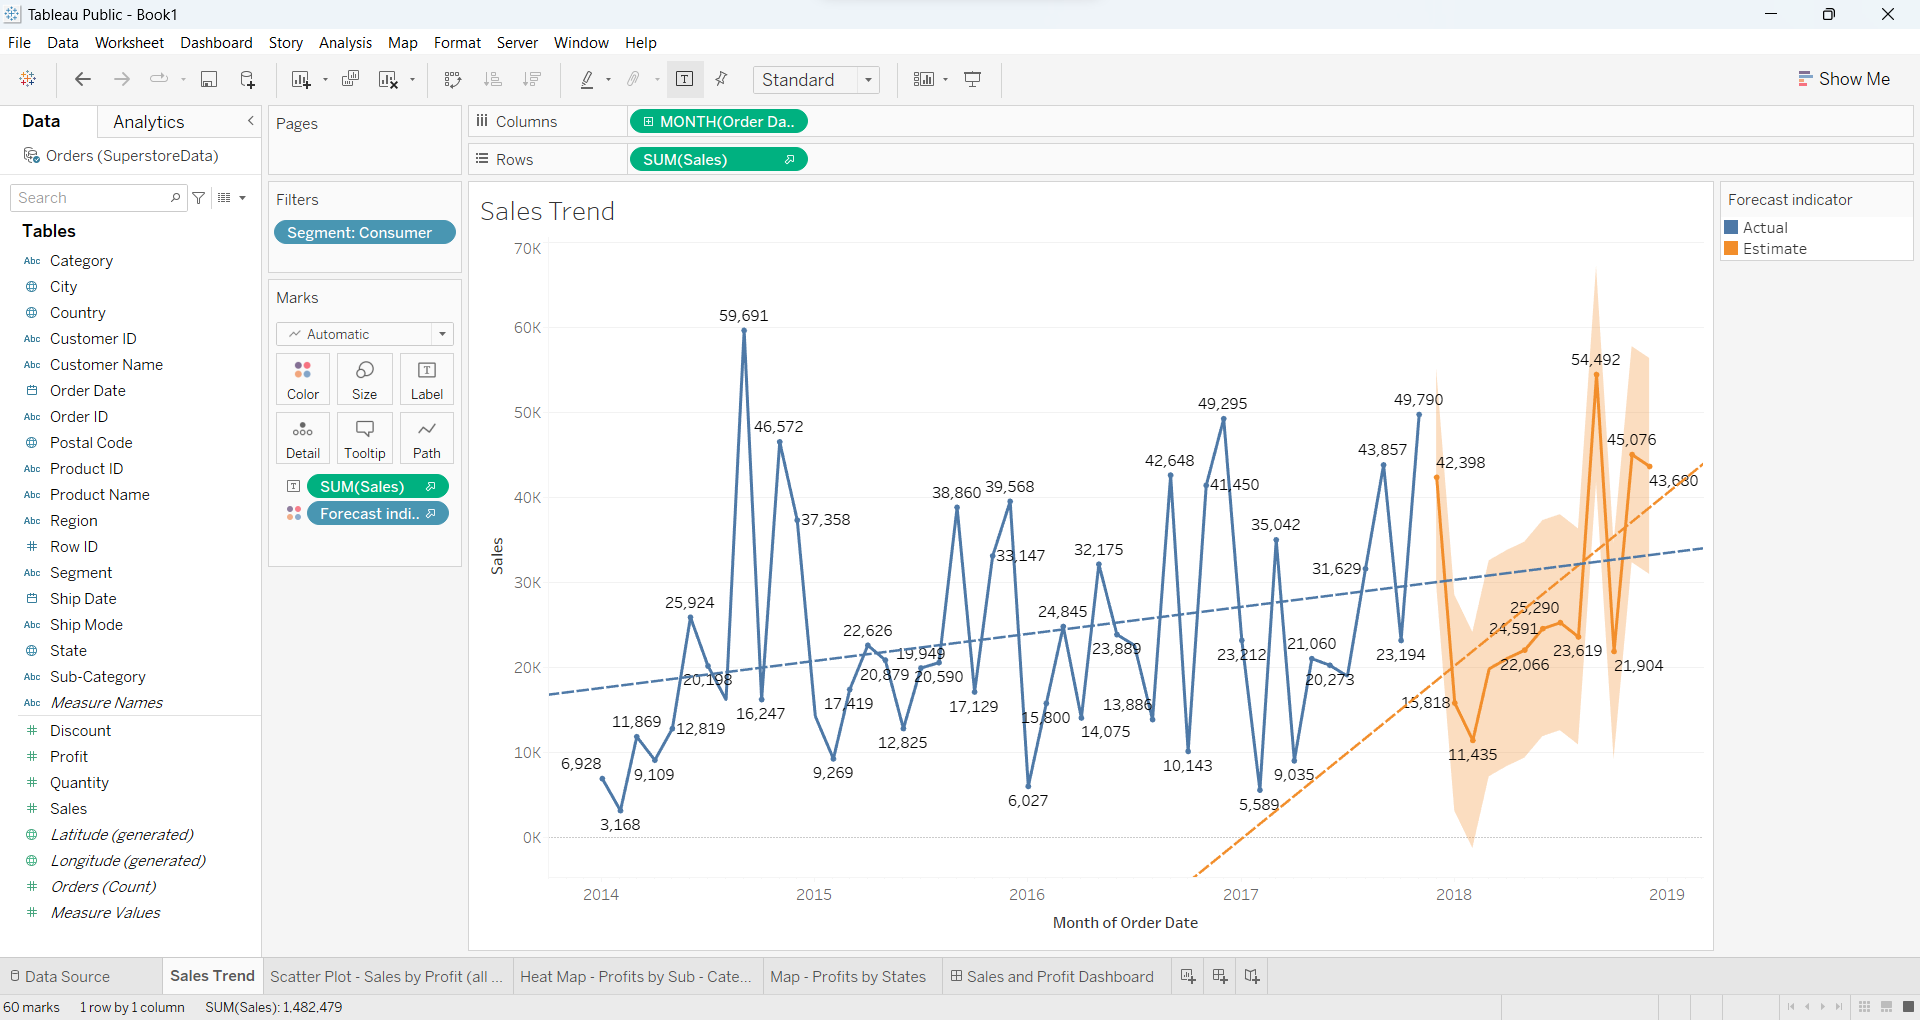 Tableau Public - Book1
File Data Worksheet Dashboard Story Analysis Map Format Server Window Help
Standard
Show Me
Data Analytics
Orders (SuperstoreData)
Search
Tables
Abc Category
City
Country
Abc Customer ID
Abc Customer Name
Order Date
Abc Order ID
Postal Code
Abc Product ID
Abc Product Name
Abc Region
# Row ID
Abc Segment
Ship Date
Abc Ship Mode
State
Abc Sub-Category
Abc Measure Names
# Discount
# Profit
# Quantity
# Sales
Latitude (generated)
Longitude (generated)
# Orders (Count)
# Measure Values
Pages
Filters
Segment: Consumer
Marks
Automatic
Color Size Label
Detail Tooltip Path
SUM(Sales)
Forecast indi..
Columns MONTH(Order Da..
Rows SUM(Sales)
Sales Trend
70K
60K
50K
40K
30K
20K
10K
0K
Sales
6,928
3,168
11,869
9,109
12,819
25,924
20,198
59,691
16,247
46,572
37,358
9,269
17,419
22,626
20,879
12,825
19,949
20,590
38,860
17,129
33,147
39,568
6,027
15,800
24,845
14,075
32,175
23,889
13,886
42,648
10,143
41,450
49,295
23,212
5,589
35,042
9,035
21,060
20,273
31,629
43,857
23,194
49,790
42,398
15,818
11,435
22,066
24,591
25,290
23,619
54,492
21,904
45,076
43,680
2014 2015 2016 2017 2018 2019
Month of Order Date
Forecast indicator
Actual
Estimate
Data Source Sales Trend Scatter Plot - Sales by Profit (all ... Heat Map - Profits by Sub - Cate... Map - Profits by States Sales and Profit Dashboard
60 marks 1 row by 1 column SUM(Sales): 1,482,479